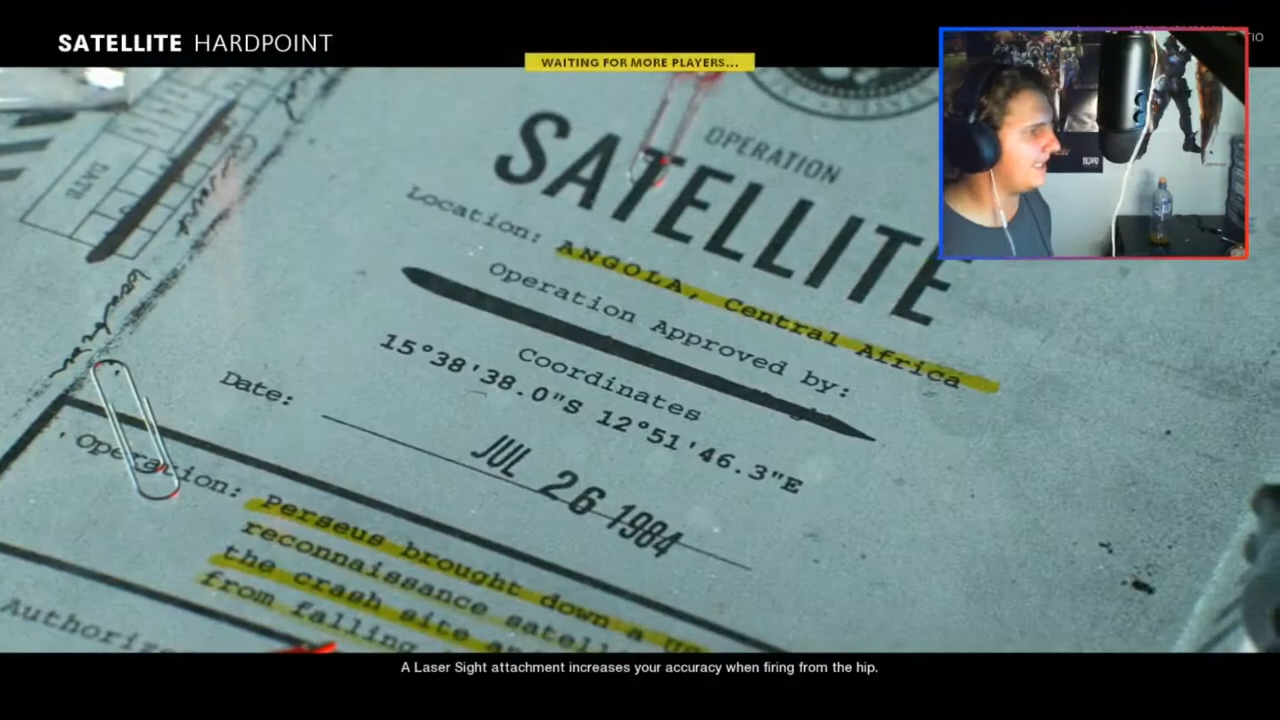 SATELLITE HARDPOINT
WAITING FOR MORE PLAYERS...
OPERATION
SATELLITE
Location: ANGOLA, Central Africa
Operation Approved by:
Coordinates
15°38'38.0"S 12°51'46.3"E
Date:
JUL 26 1984
Operation: Perseus brought down a
reconnaissance
the crash site
from falling
DATE
A Laser Sight attachment increases your accuracy when firing from the hip.